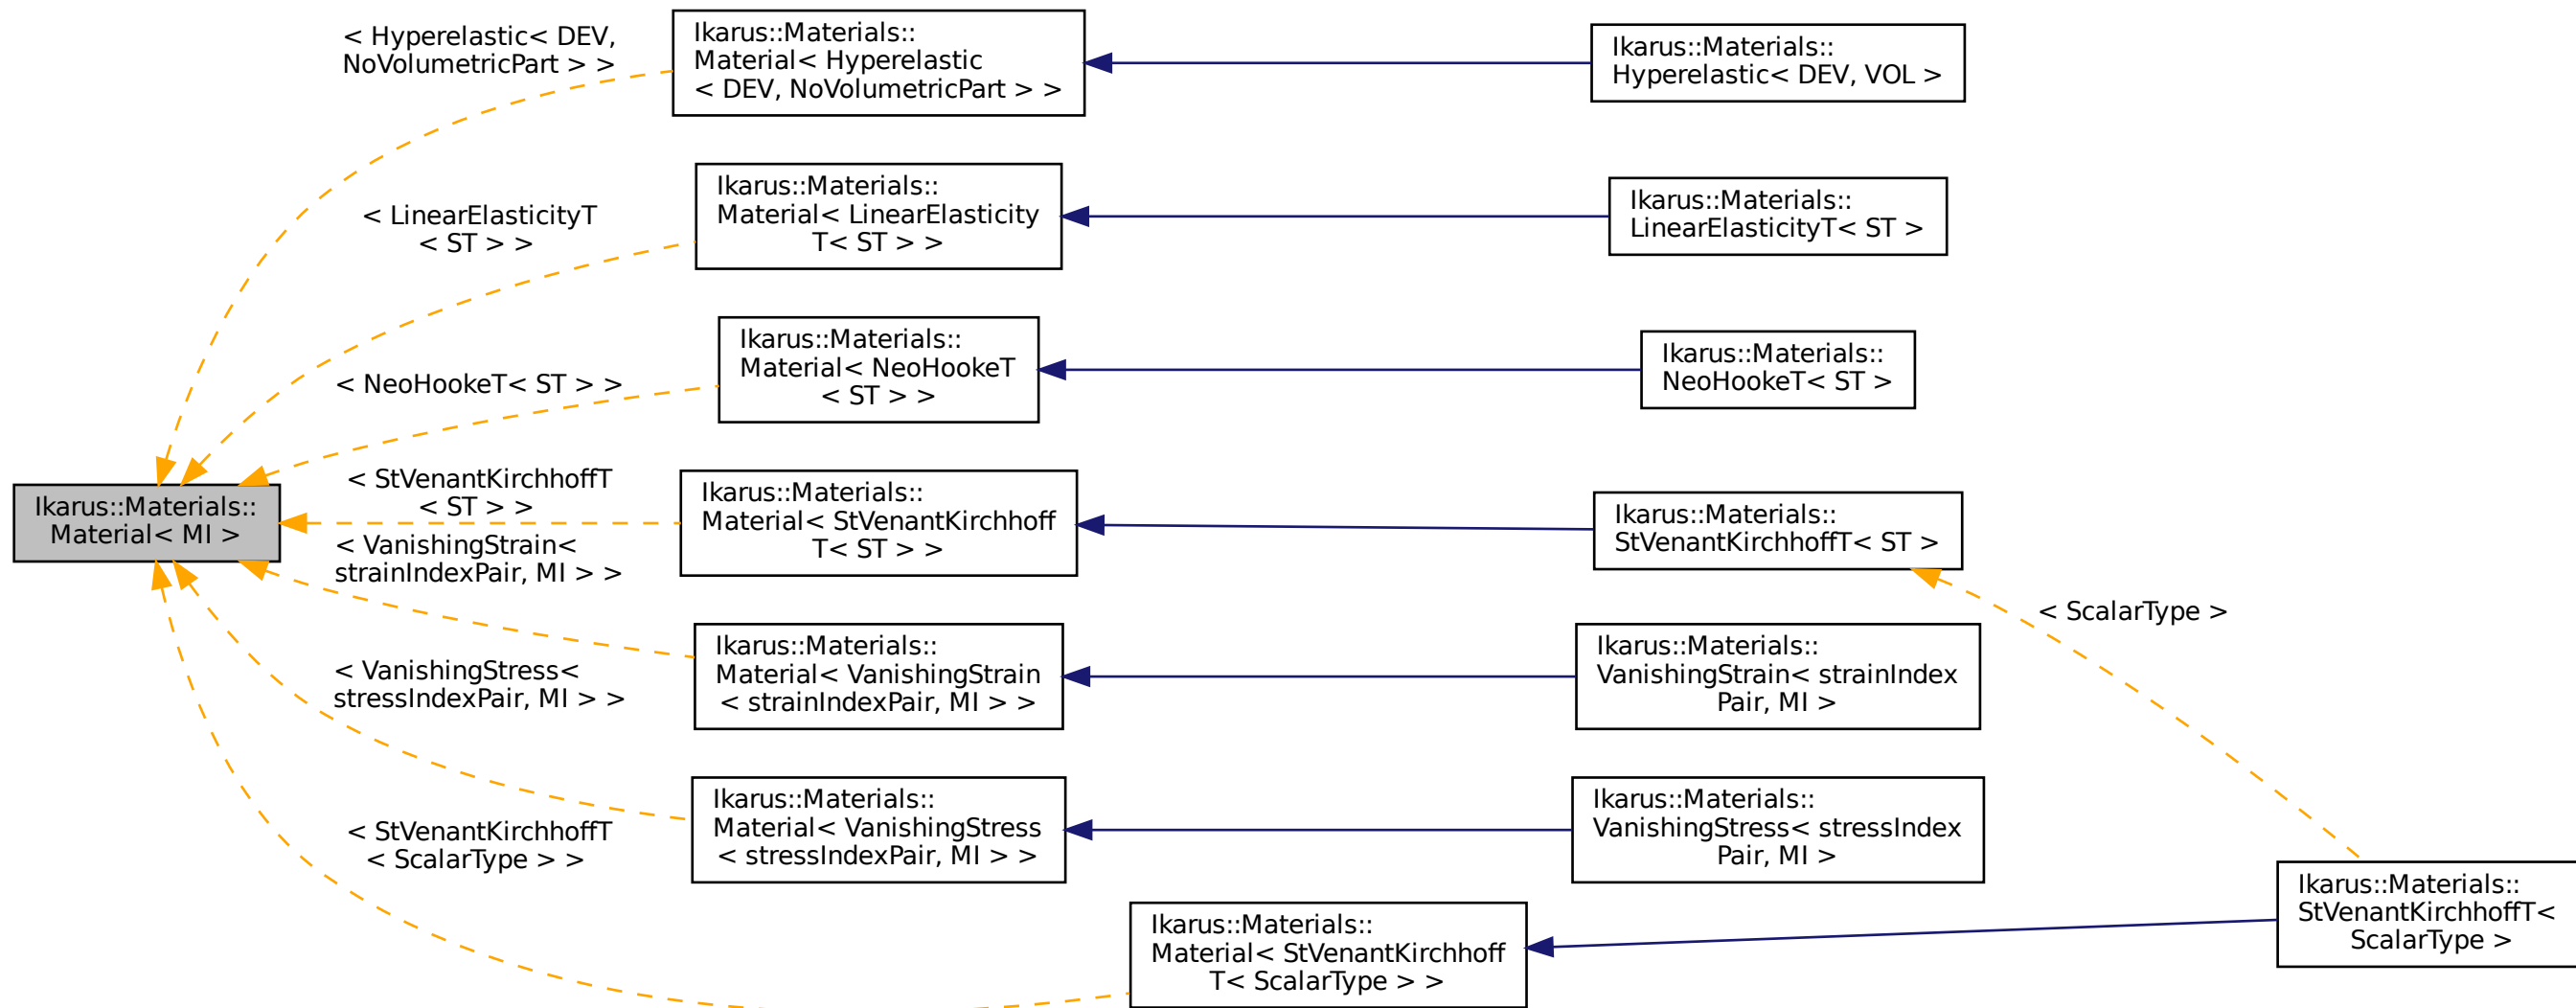 < Hyperelastic< DEV,
NoVolumetricPart > >
Ikarus::Materials::
Material< Hyperelastic
< DEV, NoVolumetricPart > >
Ikarus::Materials::
Hyperelastic< DEV, VOL >
< LinearElasticityT
< ST > >
Ikarus::Materials::
Material< LinearElasticity
T< ST > >
Ikarus::Materials::
LinearElasticityT< ST >
< NeoHookeT< ST > >
Ikarus::Materials::
Material< NeoHookeT
< ST > >
Ikarus::Materials::
NeoHookeT< ST >
Ikarus::Materials::
Material< MI >
< StVenantKirchhoffT
< ST > >
Ikarus::Materials::
Material< StVenantKirchhoff
T< ST > >
Ikarus::Materials::
StVenantKirchhoffT< ST >
< VanishingStrain<
strainIndexPair, MI > >
Ikarus::Materials::
Material< VanishingStrain
< strainIndexPair, MI > >
Ikarus::Materials::
VanishingStrain< strainIndex
Pair, MI >
< ScalarType >
< VanishingStress<
stressIndexPair, MI > >
Ikarus::Materials::
Material< VanishingStress
< stressIndexPair, MI > >
Ikarus::Materials::
VanishingStress< stressIndex
Pair, MI >
< StVenantKirchhoffT
< ScalarType > >
Ikarus::Materials::
Material< StVenantKirchhoff
T< ScalarType > >
Ikarus::Materials::
StVenantKirchhoffT<
ScalarType >